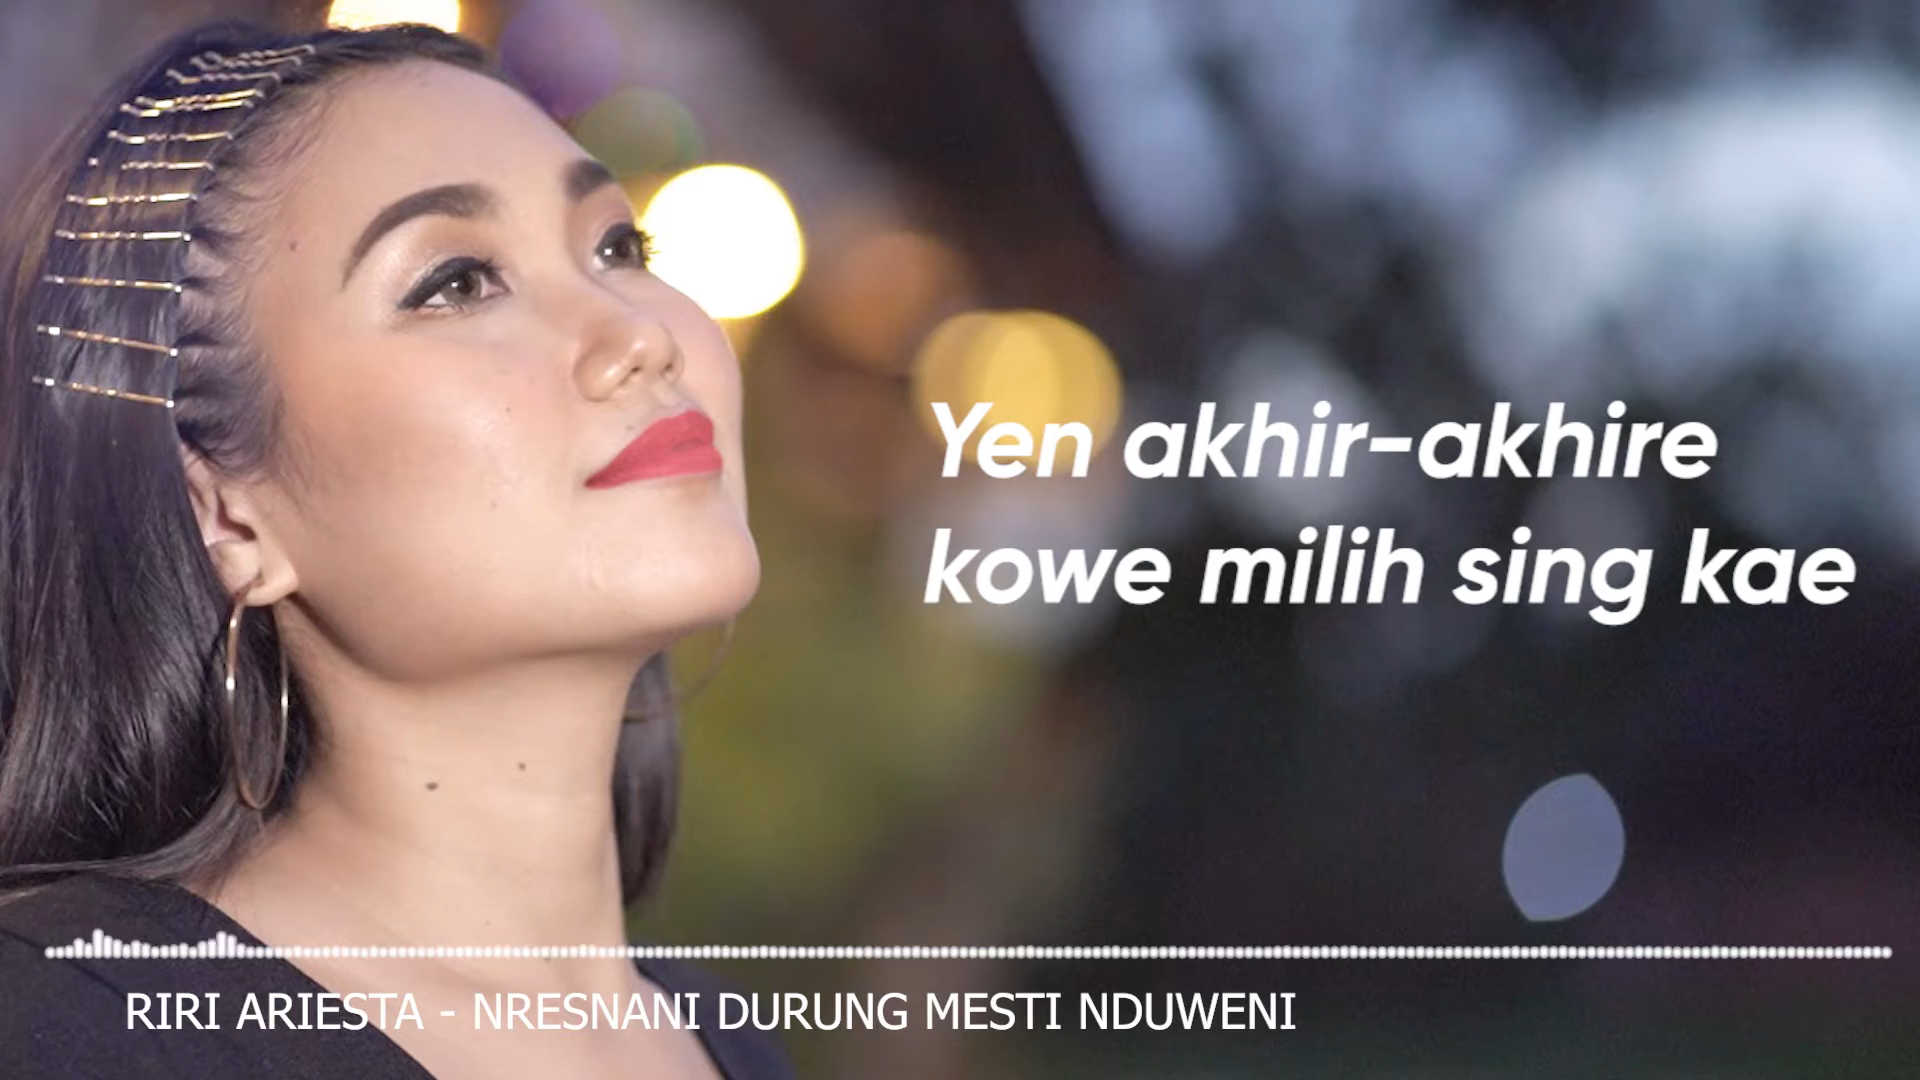 Yen akhir-akhire
kowe milih sing kae
RIRI ARIESTA - NRESNANI DURUNG MESTI NDUWENI